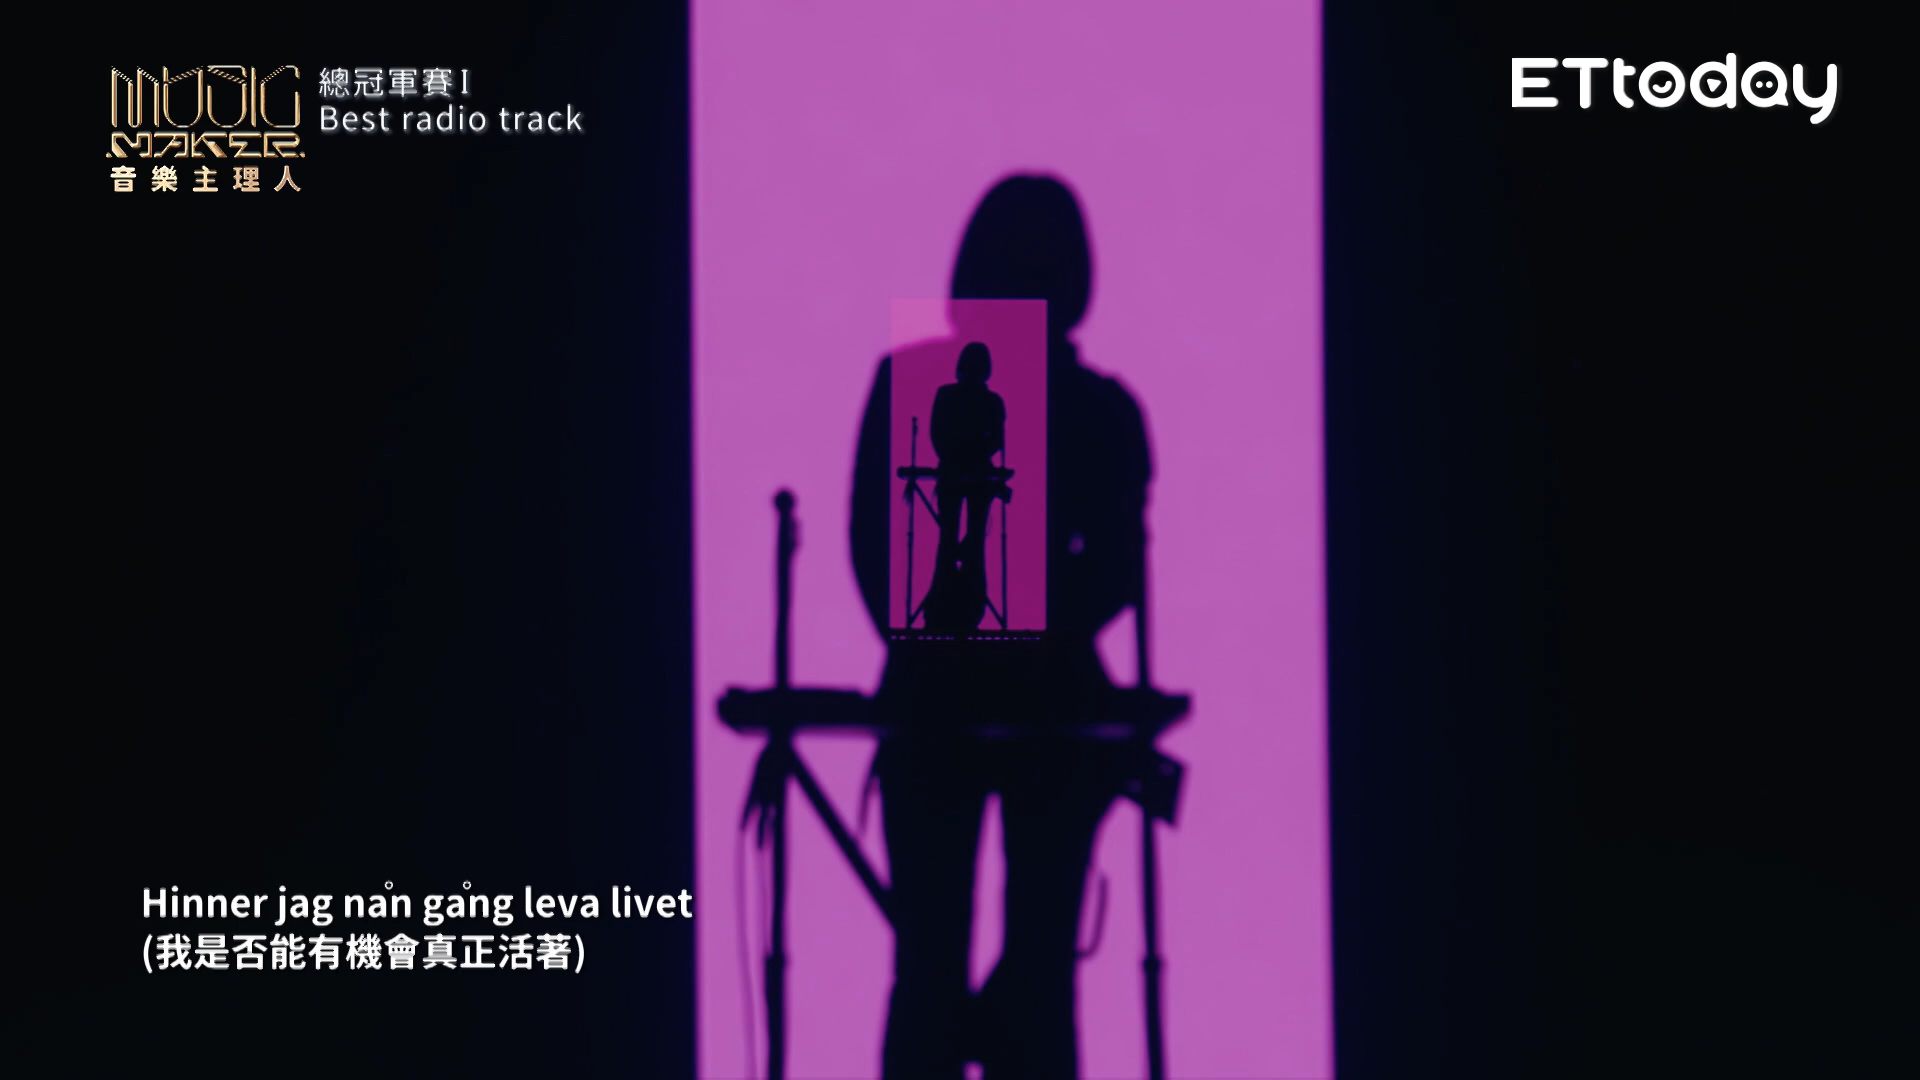 MUSIC
MAKER
音樂主理人
總冠軍賽 I
Best radio track
ETtoday
Hinner jag nån gång leva livet
(我是否能有機會真正活著)